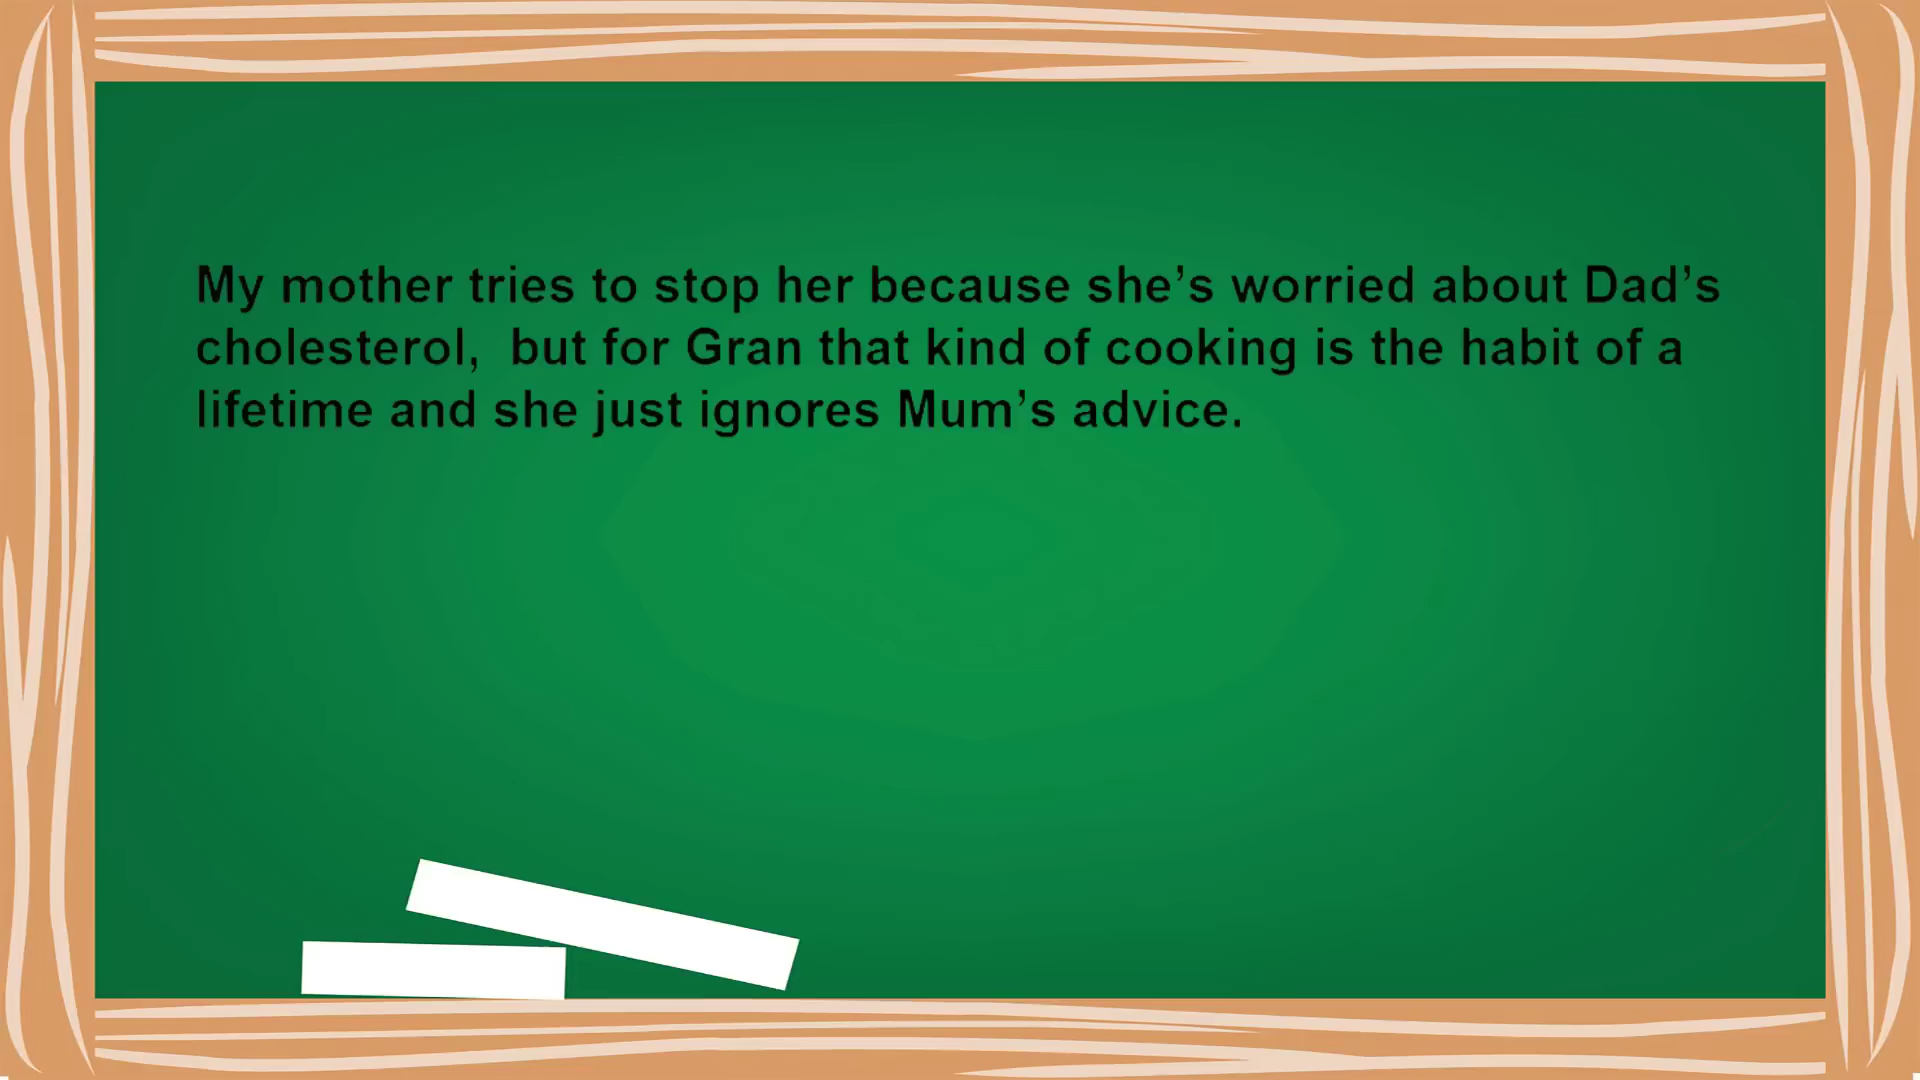 My mother tries to stop her because she’s worried about Dad’s
cholesterol,  but for Gran that kind of cooking is the habit of a
lifetime and she just ignores Mum’s advice.